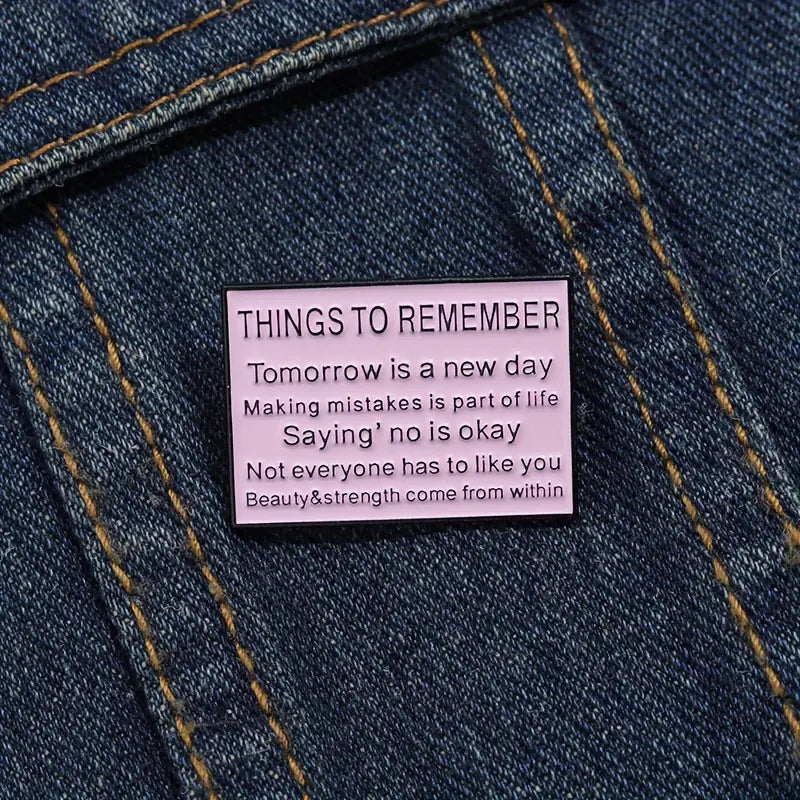 THINGS TO REMEMBER
Tomorrow is a new day
Making mistakes is part of life
Saying’ no is okay
Not everyone has to like you
Beauty&strength come from within